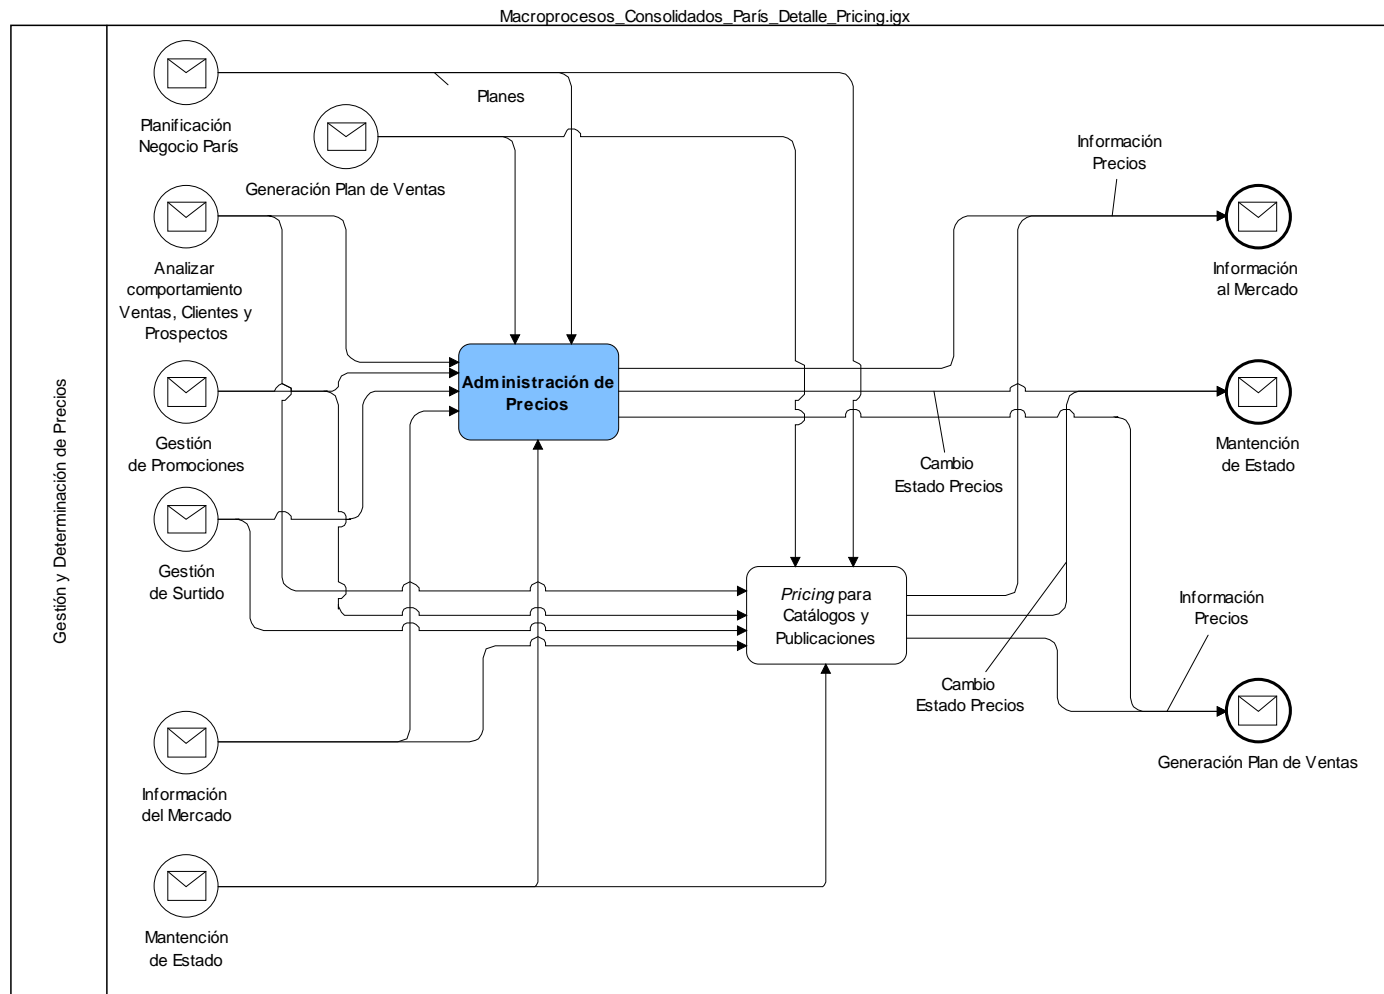 Macroprocesos_Consolidados_París_Detalle_Pricing.igx
Gestión y Determinación de Precios
Planificación
Negocio París
Planes
Generación Plan de Ventas
Analizar
comportamiento
Ventas, Clientes y
Prospectos
Gestión
de Promociones
Gestión
de Surtido
Información
del Mercado
Mantención
de Estado
Administración de
Precios
Pricing para
Catálogos y
Publicaciones
Información
Precios
Información
al Mercado
Cambio
Estado Precios
Mantención
de Estado
Cambio
Estado Precios
Información
Precios
Generación Plan de Ventas